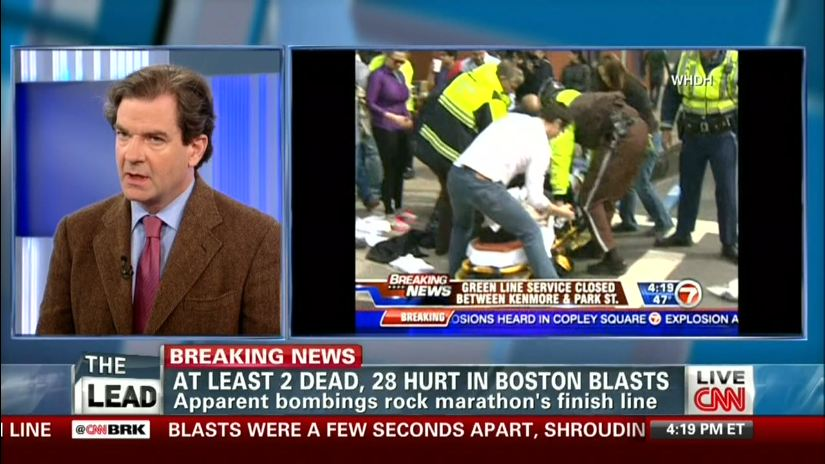 WHDH
BREAKING
NEWS
GREEN LINE SERVICE CLOSED
BETWEEN KENMORE & PARK ST.
4:19
47°
7
BREAKING
OSIONS HEARD IN COPLEY SQUARE 7 EXPLOSION A
THE
LEAD
BREAKING NEWS
AT LEAST 2 DEAD, 28 HURT IN BOSTON BLASTS
Apparent bombings rock marathon's finish line
LIVE
CNN
LINE
@CNNBRK
BLASTS WERE A FEW SECONDS APART, SHROUDIN
4:19 PM ET